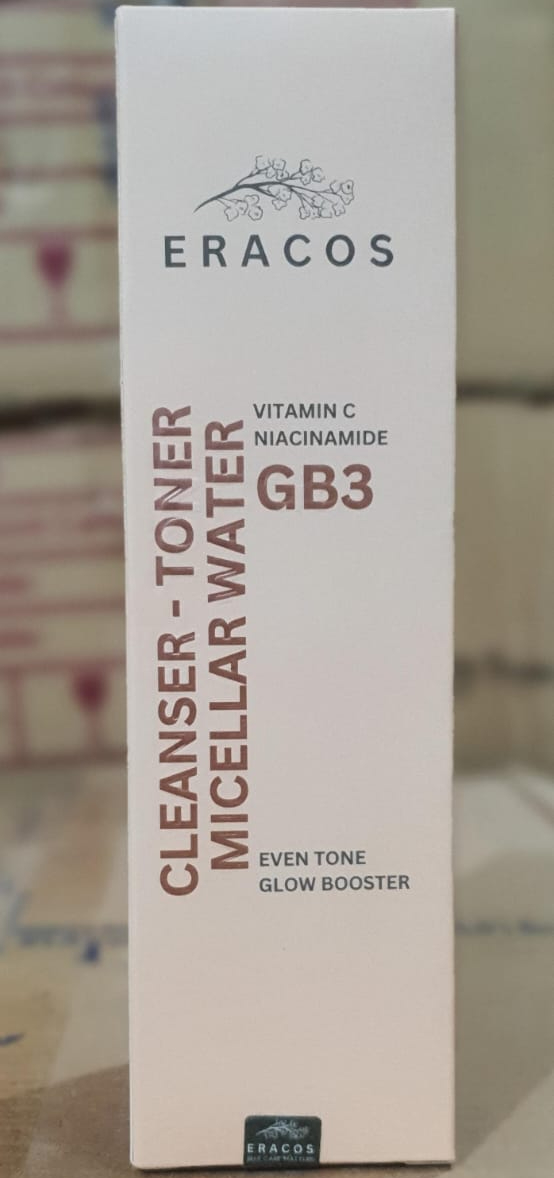 ERACOS
CLEANSER - TONER
MICELLAR WATER
VITAMIN C
NIACINAMIDE
GB3
EVEN TONE
GLOW BOOSTER
ERACOS